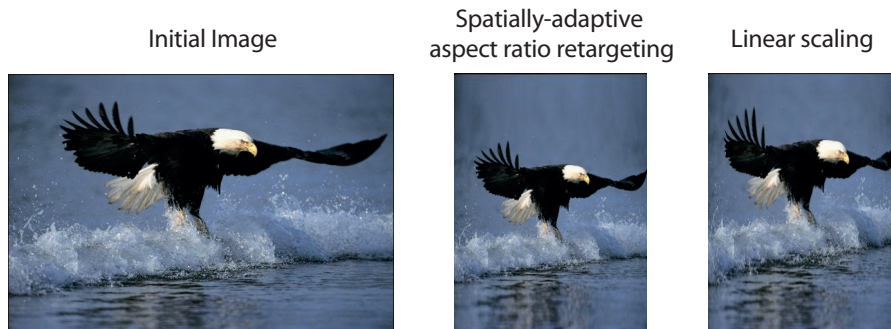 Initial Image
Spatially-adaptive
aspect ratio retargeting
Linear scaling